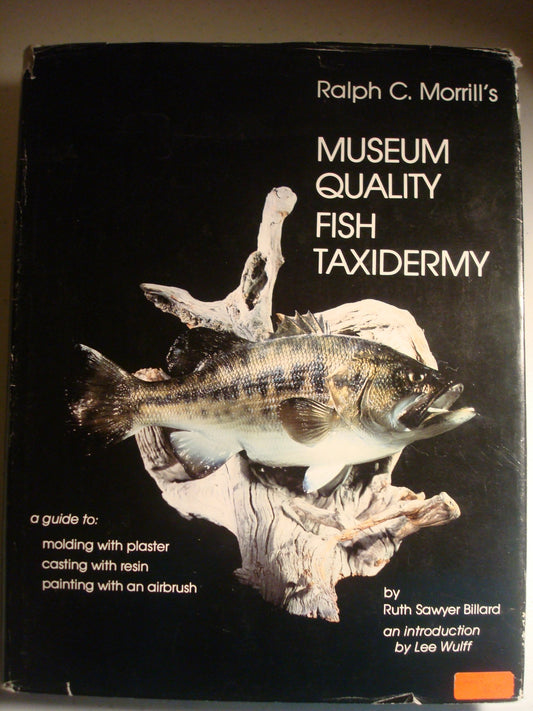 Ralph C. Morrill's
MUSEUM
QUALITY
FISH
TAXIDERMY
a guide to:
molding with plaster
casting with resin
painting with an airbrush
by
Ruth Sawyer Billard
an introduction
by Lee Wulff